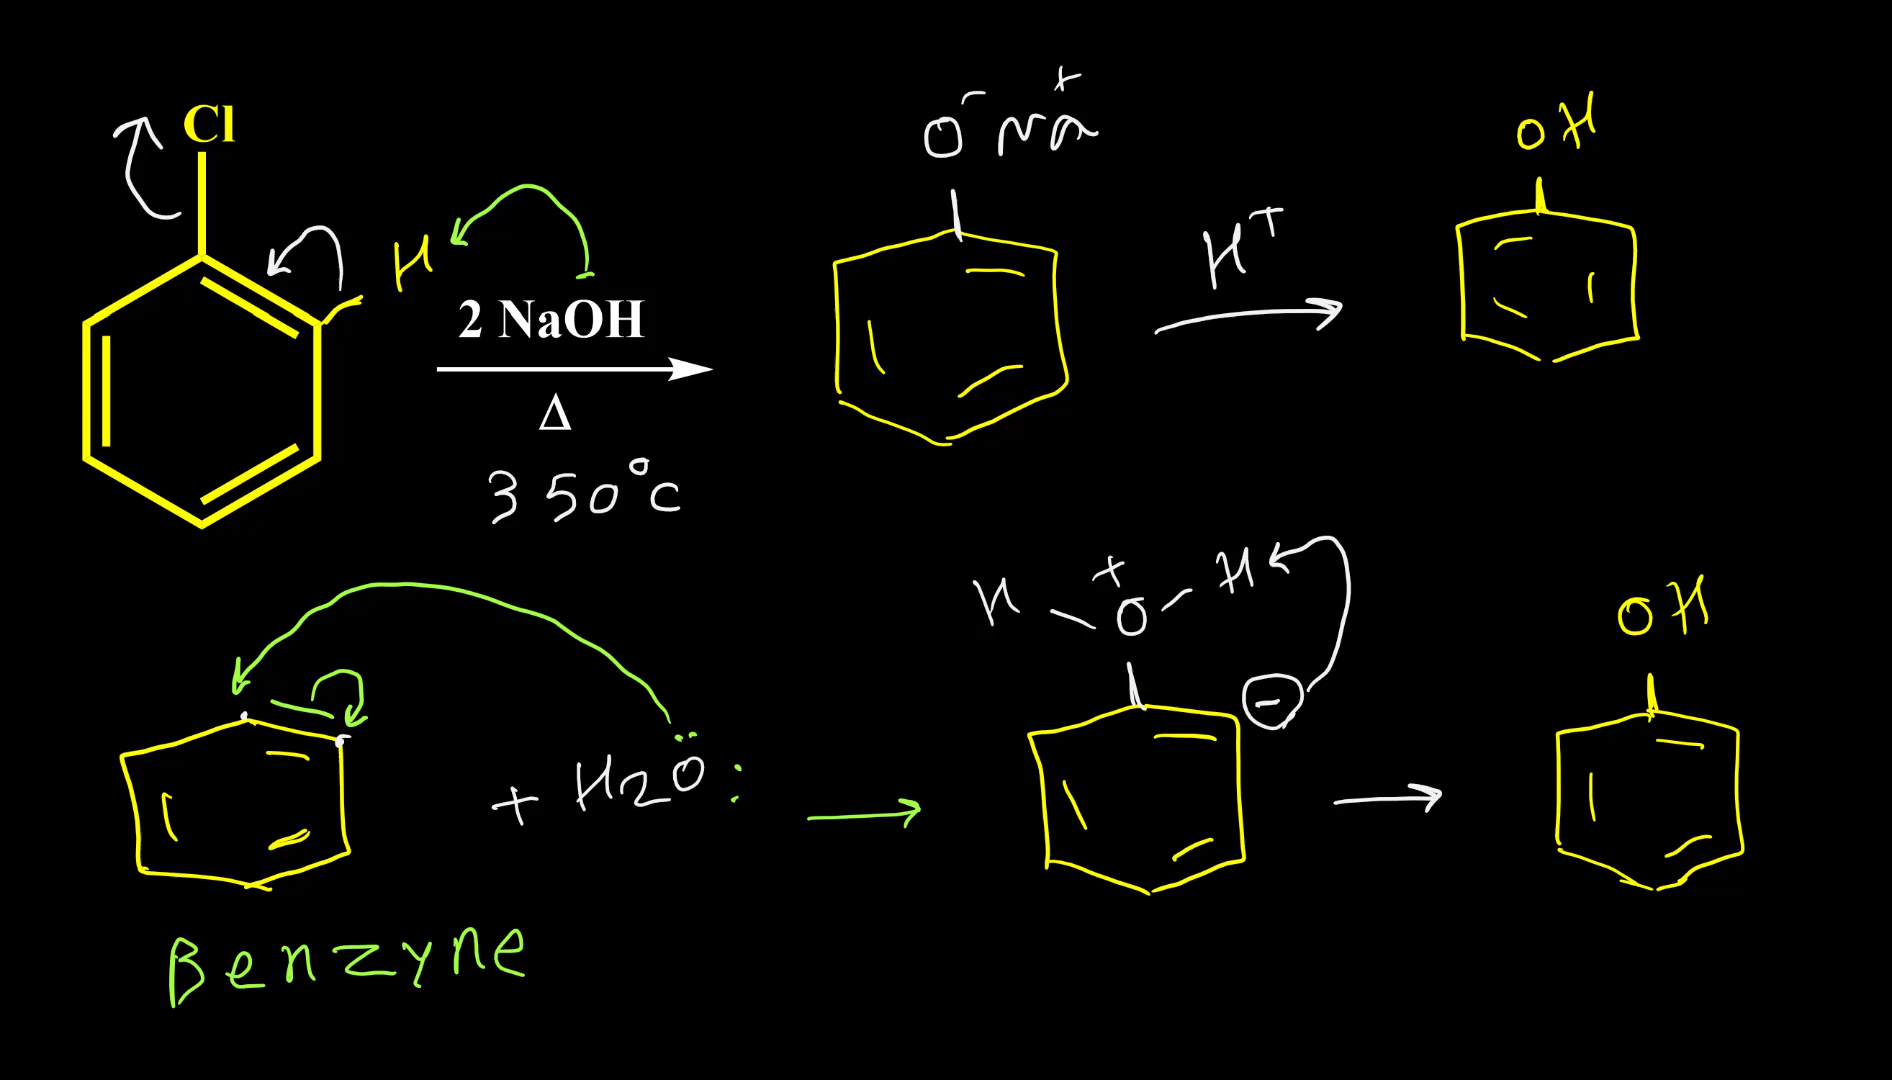 Cl
O⁻ Na⁺
OH
H
2 NaOH
H⁺
Δ
350°C
H - O⁺ - H
OH
−
+ H2O:
Benzyne